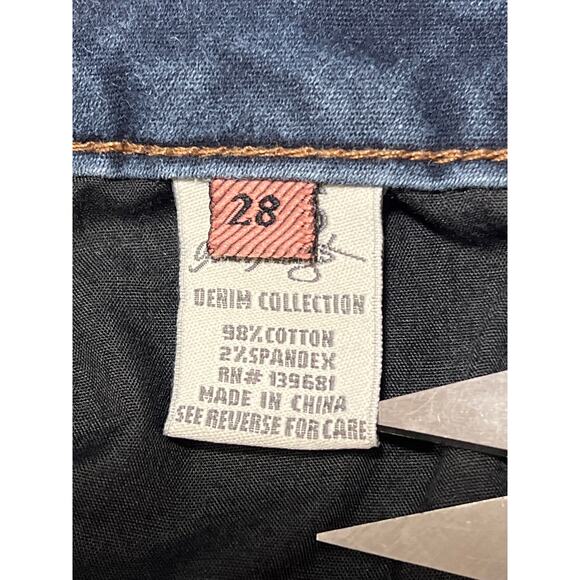 28
DENIM COLLECTION
98% COTTON
2% SPANDEX
RN# 139681
MADE IN CHINA
SEE REVERSE FOR CARE